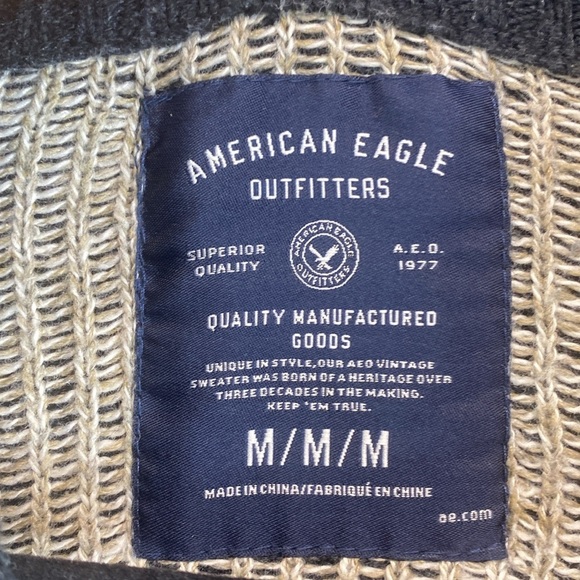 AMERICAN EAGLE
OUTFITTERS
AMERICAN EAGLE
OUTFITTERS
SUPERIOR
QUALITY
A.E.O.
1977
QUALITY MANUFACTURED
GOODS
UNIQUE IN STYLE, OUR AEO VINTAGE
SWEATER WAS BORN OF A HERITAGE OVER
THREE DECADES IN THE MAKING.
KEEP 'EM TRUE.
M/M/M
MADE IN CHINA/FABRIQUÉ EN CHINE
ae.com